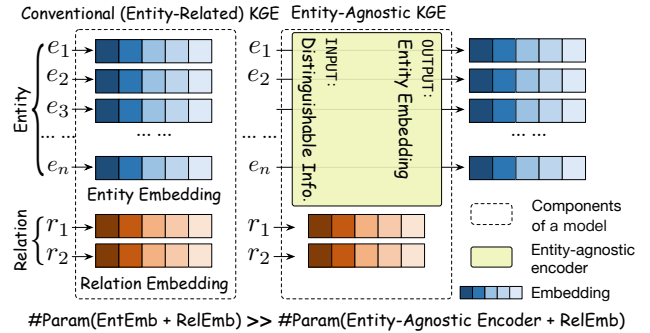 Conventional (Entity-Related) KGE
Entity-Agnostic KGE
Entity
e1
e2
e3
... ...
en
... ...
Entity Embedding
Relation
r1
r2
Relation Embedding
e1
e2
... ...
INPUT:
Distinguishable Info.
OUTPUT:
Entity Embedding
... ...
r1
r2
Components
of a model
Entity-agnostic
encoder
Embedding
#Param(EntEmb + RelEmb) >> #Param(Entity-Agnostic Encoder + RelEmb)